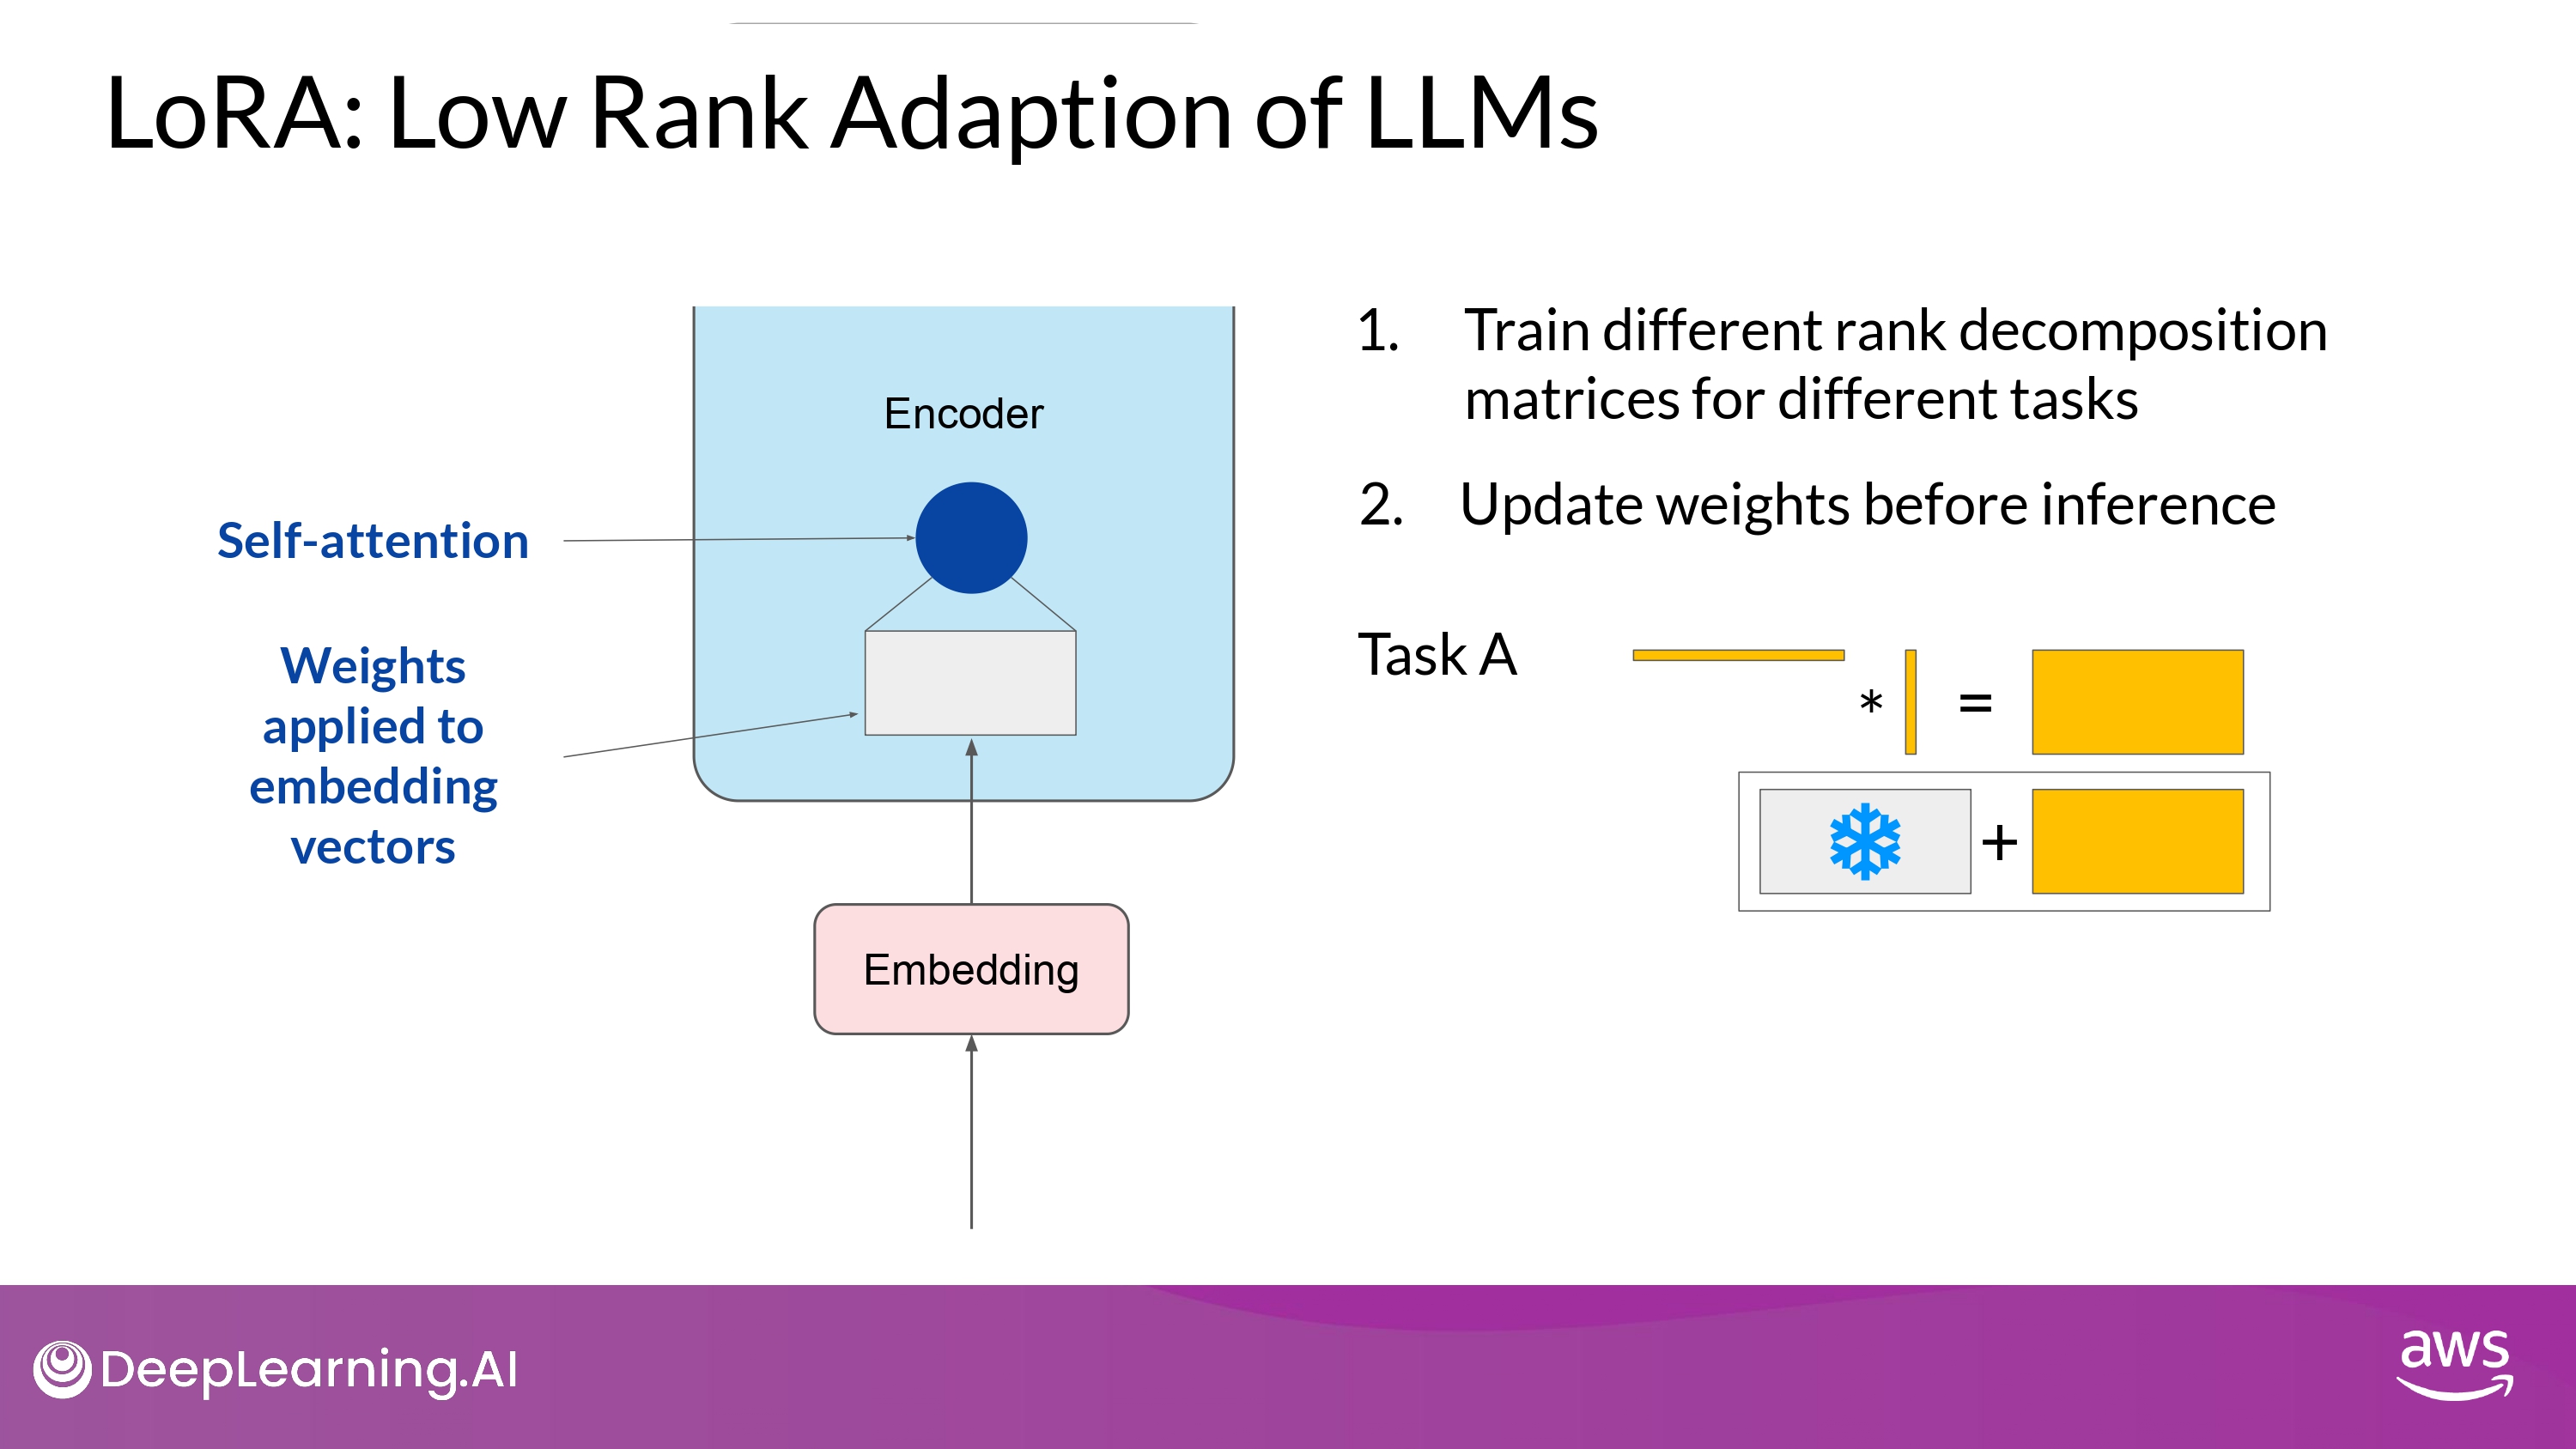 LoRA: Low Rank Adaption of LLMs
Encoder
Self-attention
Weights
applied to
embedding
vectors
Embedding
1. Train different rank decomposition
matrices for different tasks
2. Update weights before inference
Task A
* =
+
DeepLearning.AI
aws